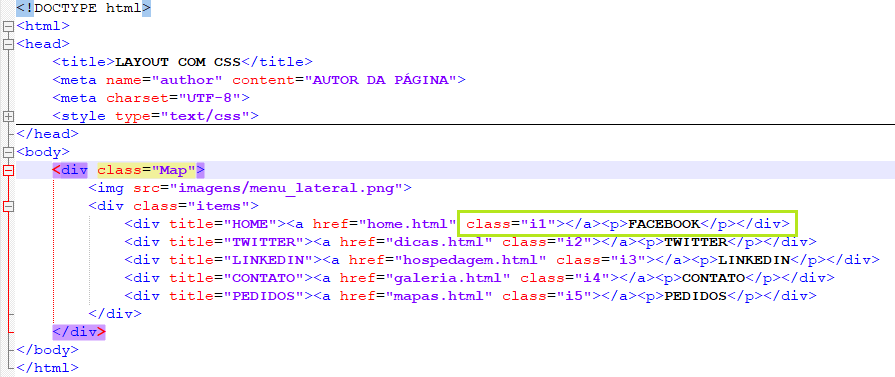 <!DOCTYPE html>
<html>
<head>
<title>LAYOUT COM CSS</title>
<meta name="author" content="AUTOR DA PÁGINA">
<meta charset="UTF-8">
<style type="text/css">
</head>
<body>
<div class="Map">
<img src="imagens/menu_lateral.png">
<div class="items">
<div title="HOME"><a href="home.html" class="i1"></a><p>FACEBOOK</p></div>
<div title="TWITTER"><a href="dicas.html" class="i2"></a><p>TWITTER</p></div>
<div title="LINKEDIN"><a href="hospedagem.html" class="i3"></a><p>LINKEDIN</p></div>
<div title="CONTATO"><a href="galeria.html" class="i4"></a><p>CONTATO</p></div>
<div title="PEDIDOS"><a href="mapas.html" class="i5"></a><p>PEDIDOS</p></div>
</div>
</div>
</body>
</html>